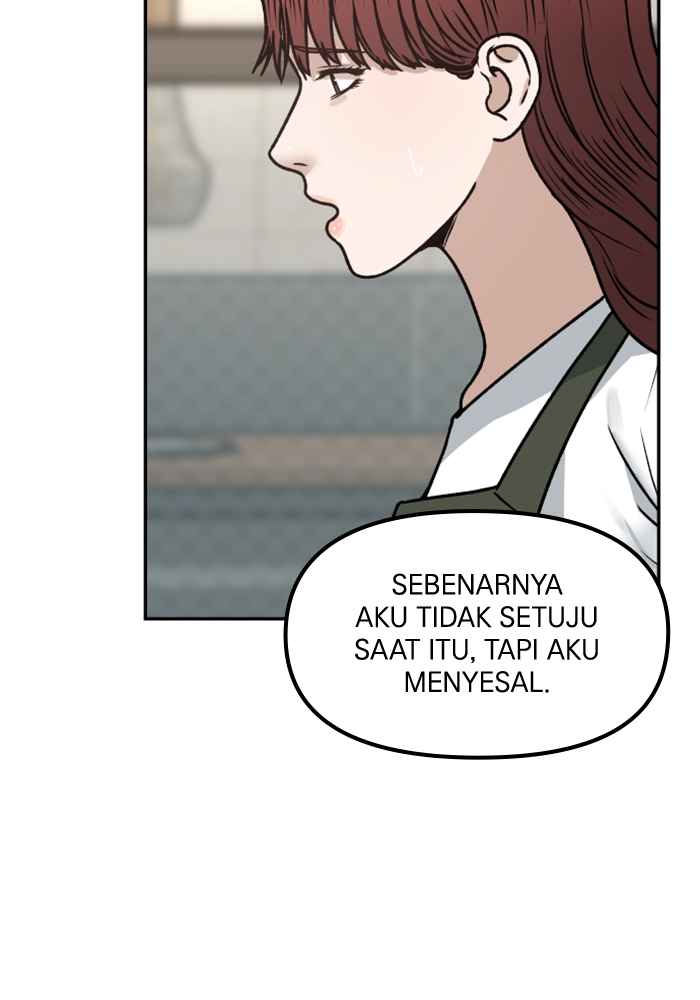 SEBENARNYA
AKU TIDAK SETUJU
SAAT ITU, TAPI AKU
MENYESAL.